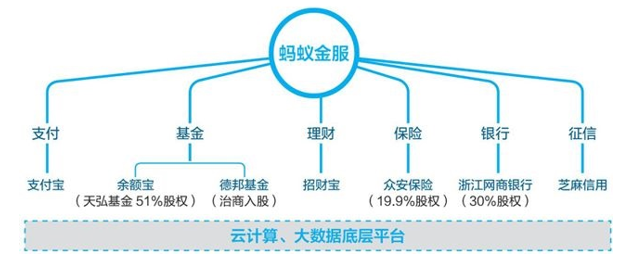 蚂蚁金服
支付 基金 理财 保险 银行 征信
支付宝 余额宝 德邦基金 招财宝 众安保险 浙江网商银行 芝麻信用
（天弘基金 51%股权） （治商入股） （19.9%股权） （30%股权）
云计算、大数据底层平台